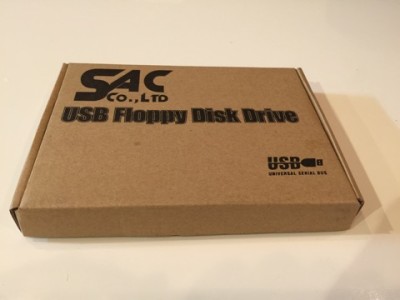 SAC
CO.,LTD
USB Floppy Disk Drive
USB
UNIVERSAL SERIAL BUS